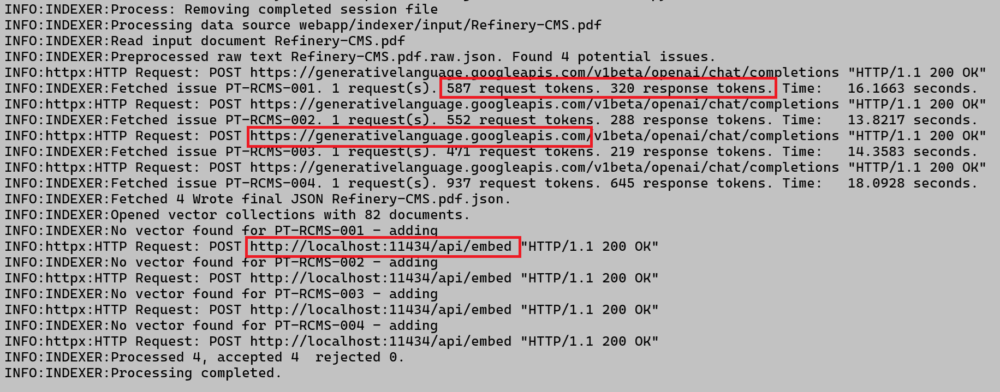 INFO:INDEXER:Process: Removing completed session file
INFO:INDEXER:Processing data source webapp/indexer/input/Refinery-CMS.pdf
INFO:INDEXER:Read input document Refinery-CMS.pdf
INFO:INDEXER:Preprocessed raw text Refinery-CMS.pdf.raw.json. Found 4 potential issues.
INFO:httpx:HTTP Request: POST https://generativelanguage.googleapis.com/v1beta/openai/chat/completions "HTTP/1.1 200 OK"
INFO:INDEXER:Fetched issue PT-RCMS-001. 1 request(s). 587 request tokens. 320 response tokens. Time:   16.1663 seconds.
INFO:httpx:HTTP Request: POST https://generativelanguage.googleapis.com/v1beta/openai/chat/completions "HTTP/1.1 200 OK"
INFO:INDEXER:Fetched issue PT-RCMS-002. 1 request(s). 552 request tokens. 288 response tokens. Time:   13.8217 seconds.
INFO:httpx:HTTP Request: POST https://generativelanguage.googleapis.com/v1beta/openai/chat/completions "HTTP/1.1 200 OK"
INFO:INDEXER:Fetched issue PT-RCMS-003. 1 request(s). 471 request tokens. 219 response tokens. Time:   14.3583 seconds.
INFO:httpx:HTTP Request: POST https://generativelanguage.googleapis.com/v1beta/openai/chat/completions "HTTP/1.1 200 OK"
INFO:INDEXER:Fetched issue PT-RCMS-004. 1 request(s). 937 request tokens. 645 response tokens. Time:   18.0928 seconds.
INFO:INDEXER:Fetched 4 Wrote final JSON Refinery-CMS.pdf.json.
INFO:INDEXER:Opened vector collections with 82 documents.
INFO:INDEXER:No vector found for PT-RCMS-001 - adding
INFO:httpx:HTTP Request: POST http://localhost:11434/api/embed "HTTP/1.1 200 OK"
INFO:INDEXER:No vector found for PT-RCMS-002 - adding
INFO:httpx:HTTP Request: POST http://localhost:11434/api/embed "HTTP/1.1 200 OK"
INFO:INDEXER:No vector found for PT-RCMS-003 - adding
INFO:httpx:HTTP Request: POST http://localhost:11434/api/embed "HTTP/1.1 200 OK"
INFO:INDEXER:No vector found for PT-RCMS-004 - adding
INFO:httpx:HTTP Request: POST http://localhost:11434/api/embed "HTTP/1.1 200 OK"
INFO:INDEXER:Processed 4, accepted 4  rejected 0.
INFO:INDEXER:Processing completed.